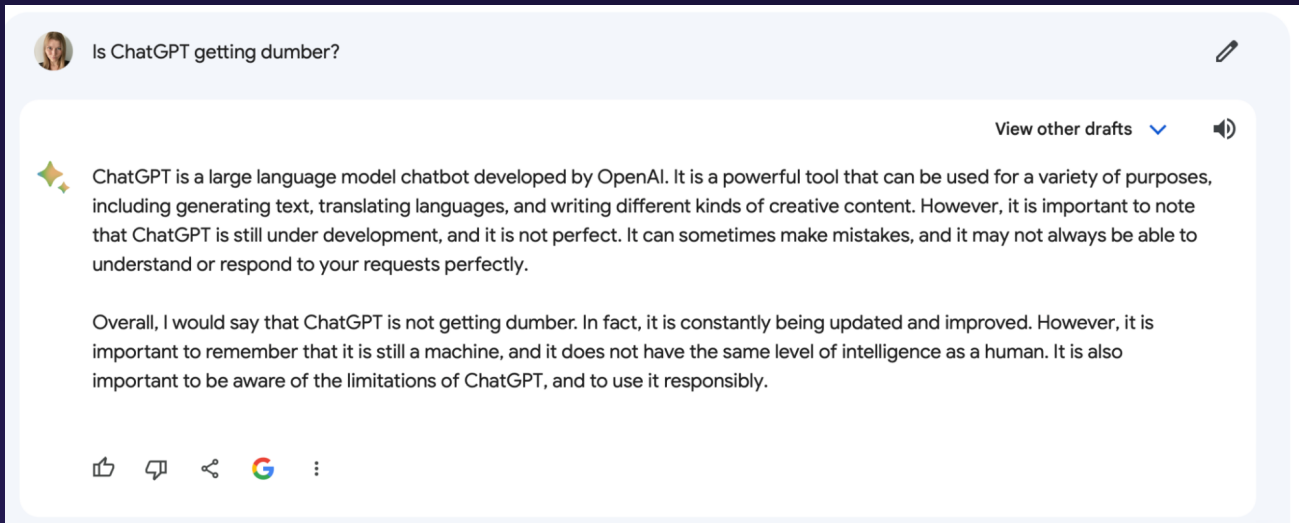 Is ChatGPT getting dumber?
View other drafts
ChatGPT is a large language model chatbot developed by OpenAI. It is a powerful tool that can be used for a variety of purposes,
including generating text, translating languages, and writing different kinds of creative content. However, it is important to note
that ChatGPT is still under development, and it is not perfect. It can sometimes make mistakes, and it may not always be able to
understand or respond to your requests perfectly.
Overall, I would say that ChatGPT is not getting dumber. In fact, it is constantly being updated and improved. However, it is
important to remember that it is still a machine, and it does not have the same level of intelligence as a human. It is also
important to be aware of the limitations of ChatGPT, and to use it responsibly.